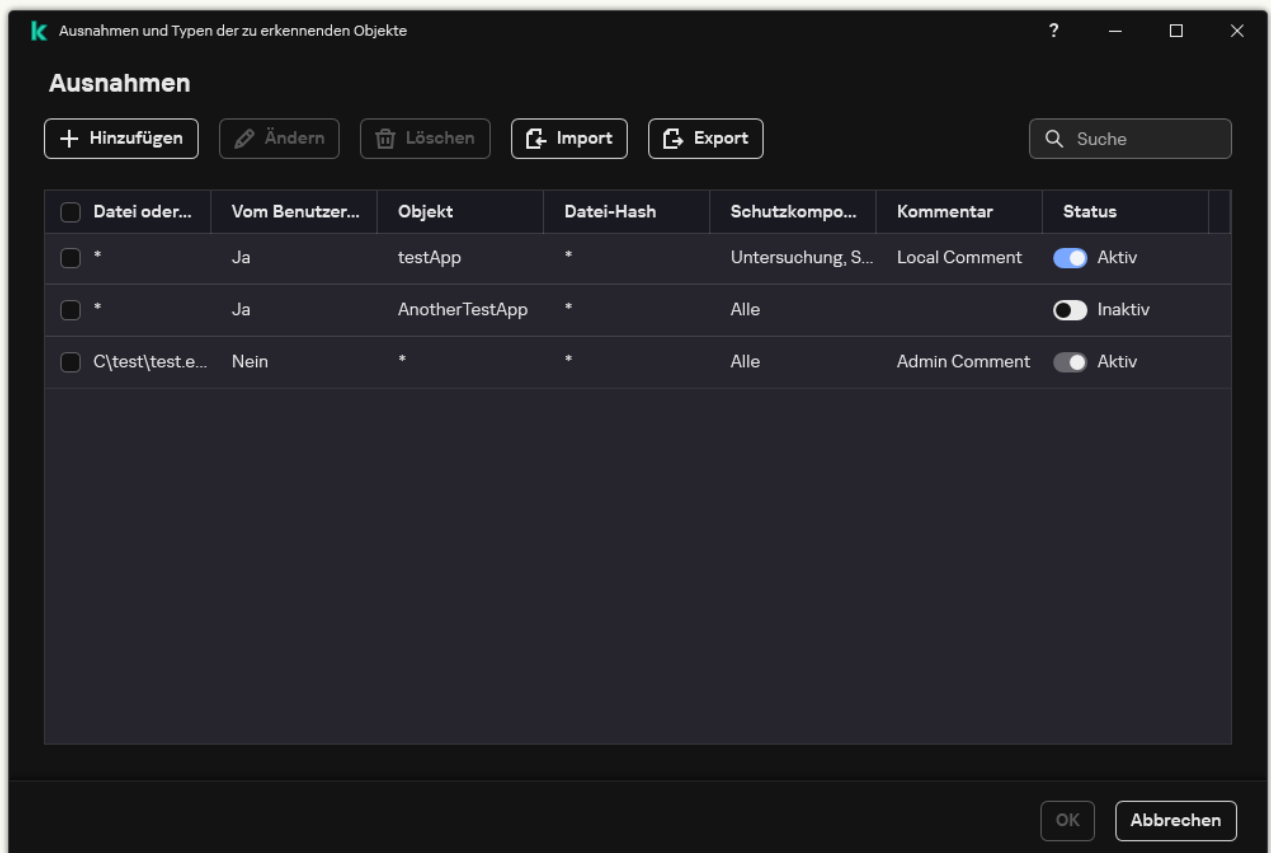 Ausnahmen und Typen der zu erkennenden Objekte
?
Ausnahmen
Hinzufügen Ändern Löschen Import Export Suche
Datei oder... Vom Benutzer... Objekt Datei-Hash Schutzkompo... Kommentar Status
* Ja testApp * Untersuchung, S... Local Comment Aktiv
* Ja AnotherTestApp * Alle Inaktiv
C\test\test.e... Nein * * Alle Admin Comment Aktiv
OK Abbrechen